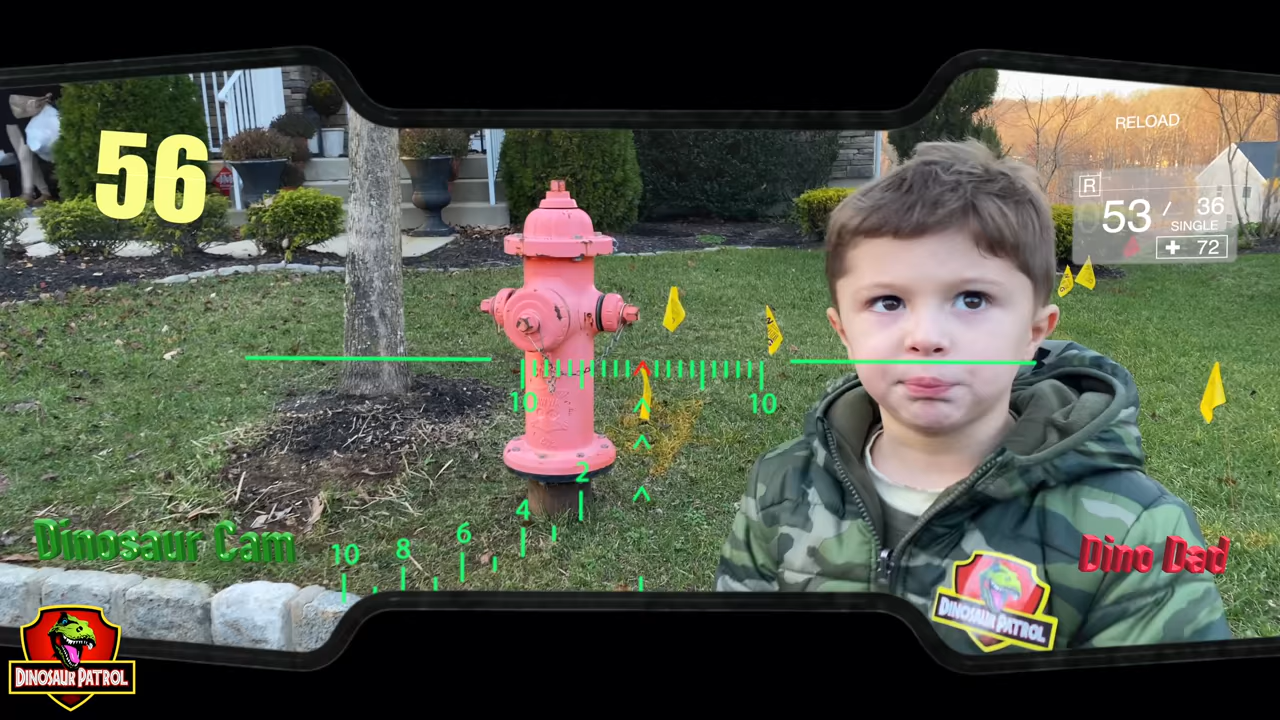 56
RELOAD
R
53 / 36
SINGLE
+ 72
10 10
2
4
6
8
10
Dinosaur Cam
Dino Dad
DINOSAUR PATROL
DINOSAUR PATROL